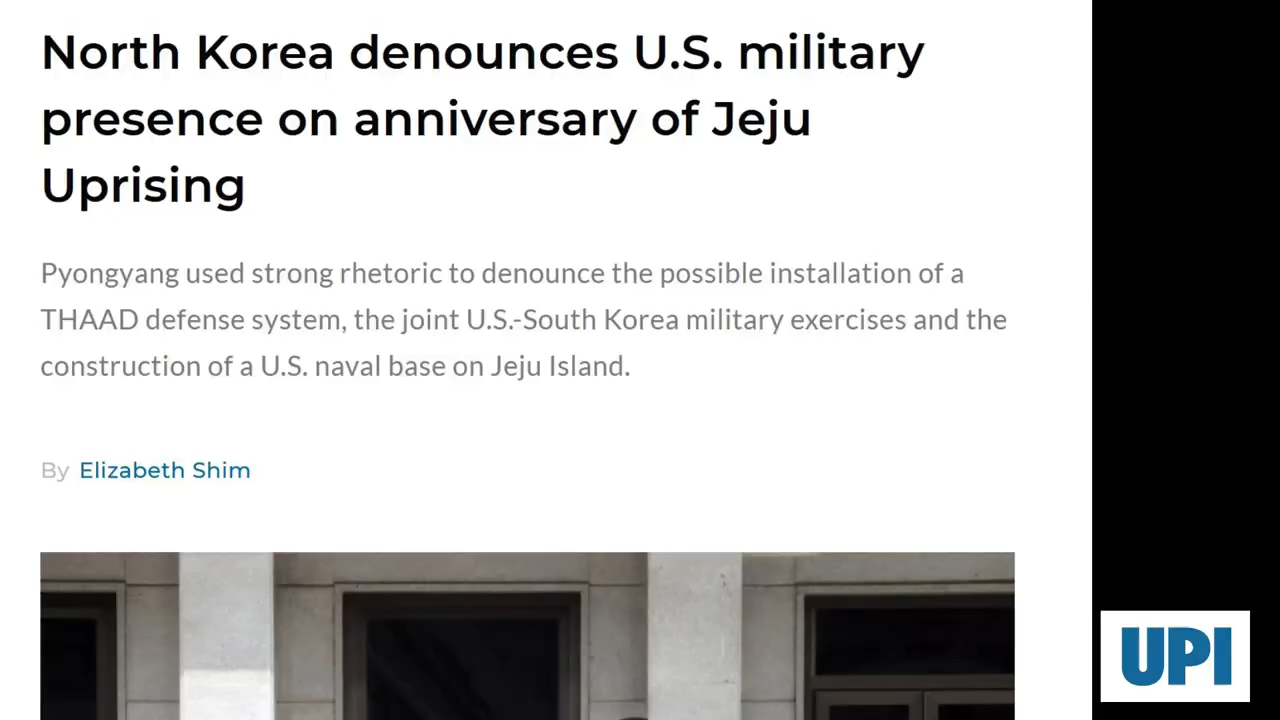 North Korea denounces U.S. military
presence on anniversary of Jeju
Uprising
Pyongyang used strong rhetoric to denounce the possible installation of a
THAAD defense system, the joint U.S.-South Korea military exercises and the
construction of a U.S. naval base on Jeju Island.
By Elizabeth Shim
UPI